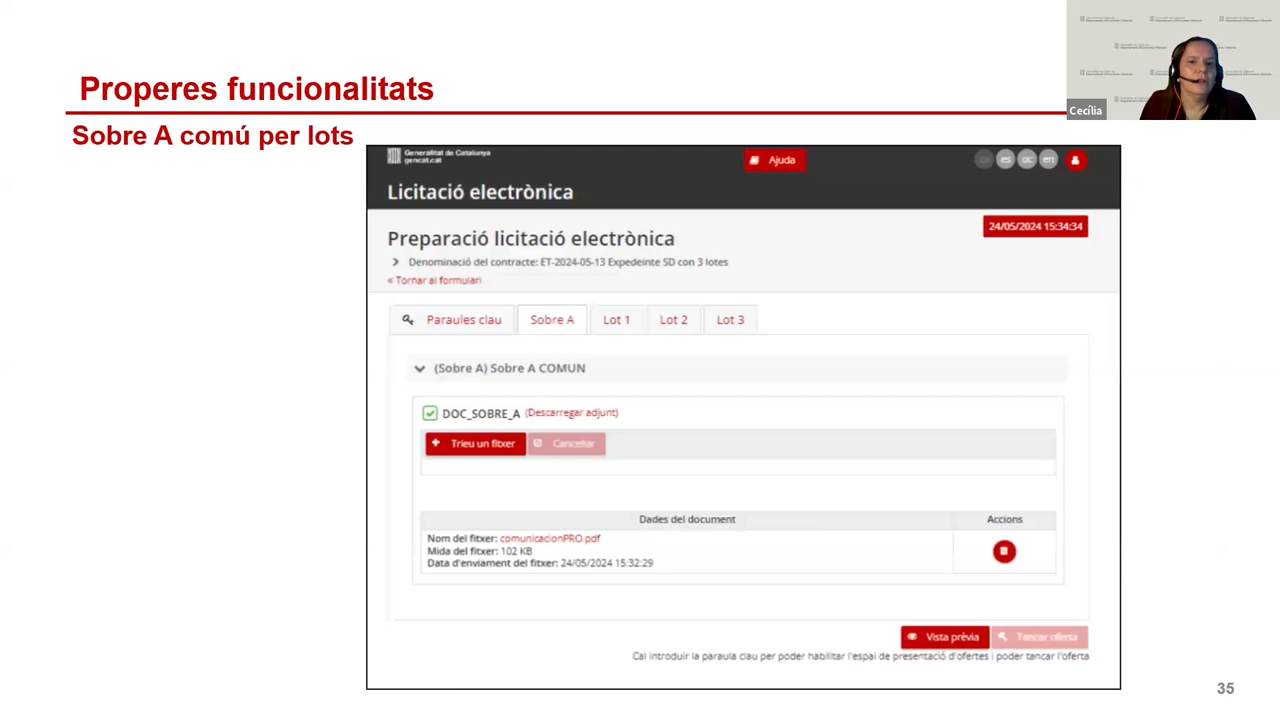 Properes funcionalitats
Cecília
Sobre A comú per lots
Generalitat de Catalunya
gencat.cat
Ajuda
es oc en
Licitació electrònica
24/05/2024 15:34:34
Preparació licitació electrònica
Denominació del contracte: ET-2024-05-13 Expedeinte SD con 3 lotes
« Tornar al formulari
Paraules clau
Sobre A
Lot 1
Lot 2
Lot 3
(Sobre A) Sobre A COMUN
DOC_SOBRE_A (Descarregar adjunt)
Trieu un fitxer
Cancel·lar
Dades del document
Accions
Nom del fitxer: comunicacionPRO.pdf
Mida del fitxer: 102 KB
Data d'enviament del fitxer: 24/05/2024 15:32:29
Vista prèvia
Tancar oferta
Cal introduir la paraula clau per poder habilitar l'espai de presentació d'ofertes i poder tancar l'oferta
35